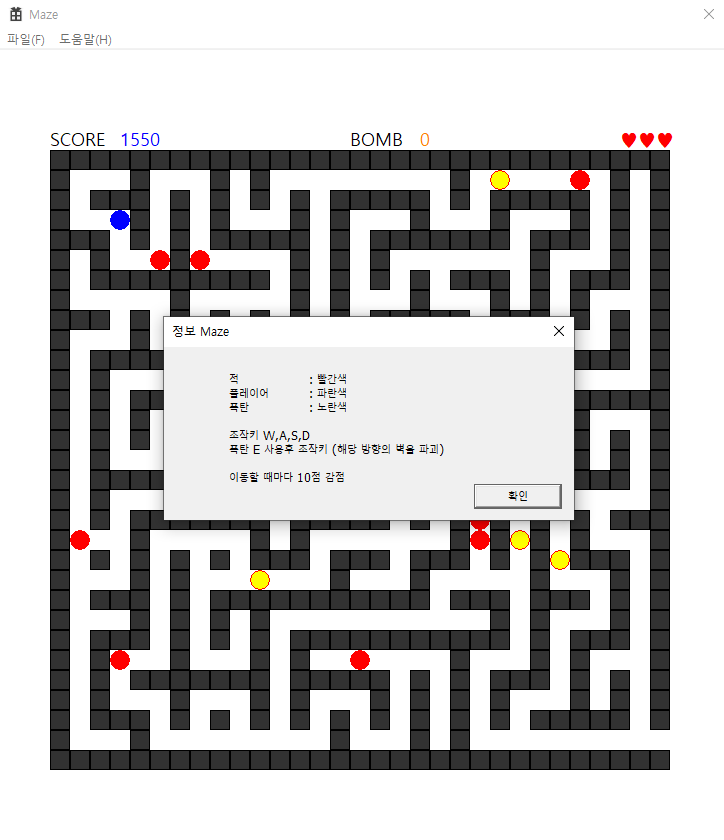 Maze
파일(F) 도움말(H)
SCORE 1550 BOMB 0
정보 Maze
적 : 빨간색
플레이어 : 파란색
폭탄 : 노란색
조작키 W,A,S,D
폭탄 E 사용후 조작키 (해당 방향의 벽을 파괴)
이동할 때마다 10점 감점
확인